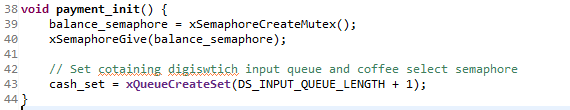 38 void payment_init() {
39     balance_semaphore = xSemaphoreCreateMutex();
40     xSemaphoreGive(balance_semaphore);
41
42     // Set cotaining digiswtich input queue and coffee select semaphore
43     cash_set = xQueueCreateSet(DS_INPUT_QUEUE_LENGTH + 1);
44 }